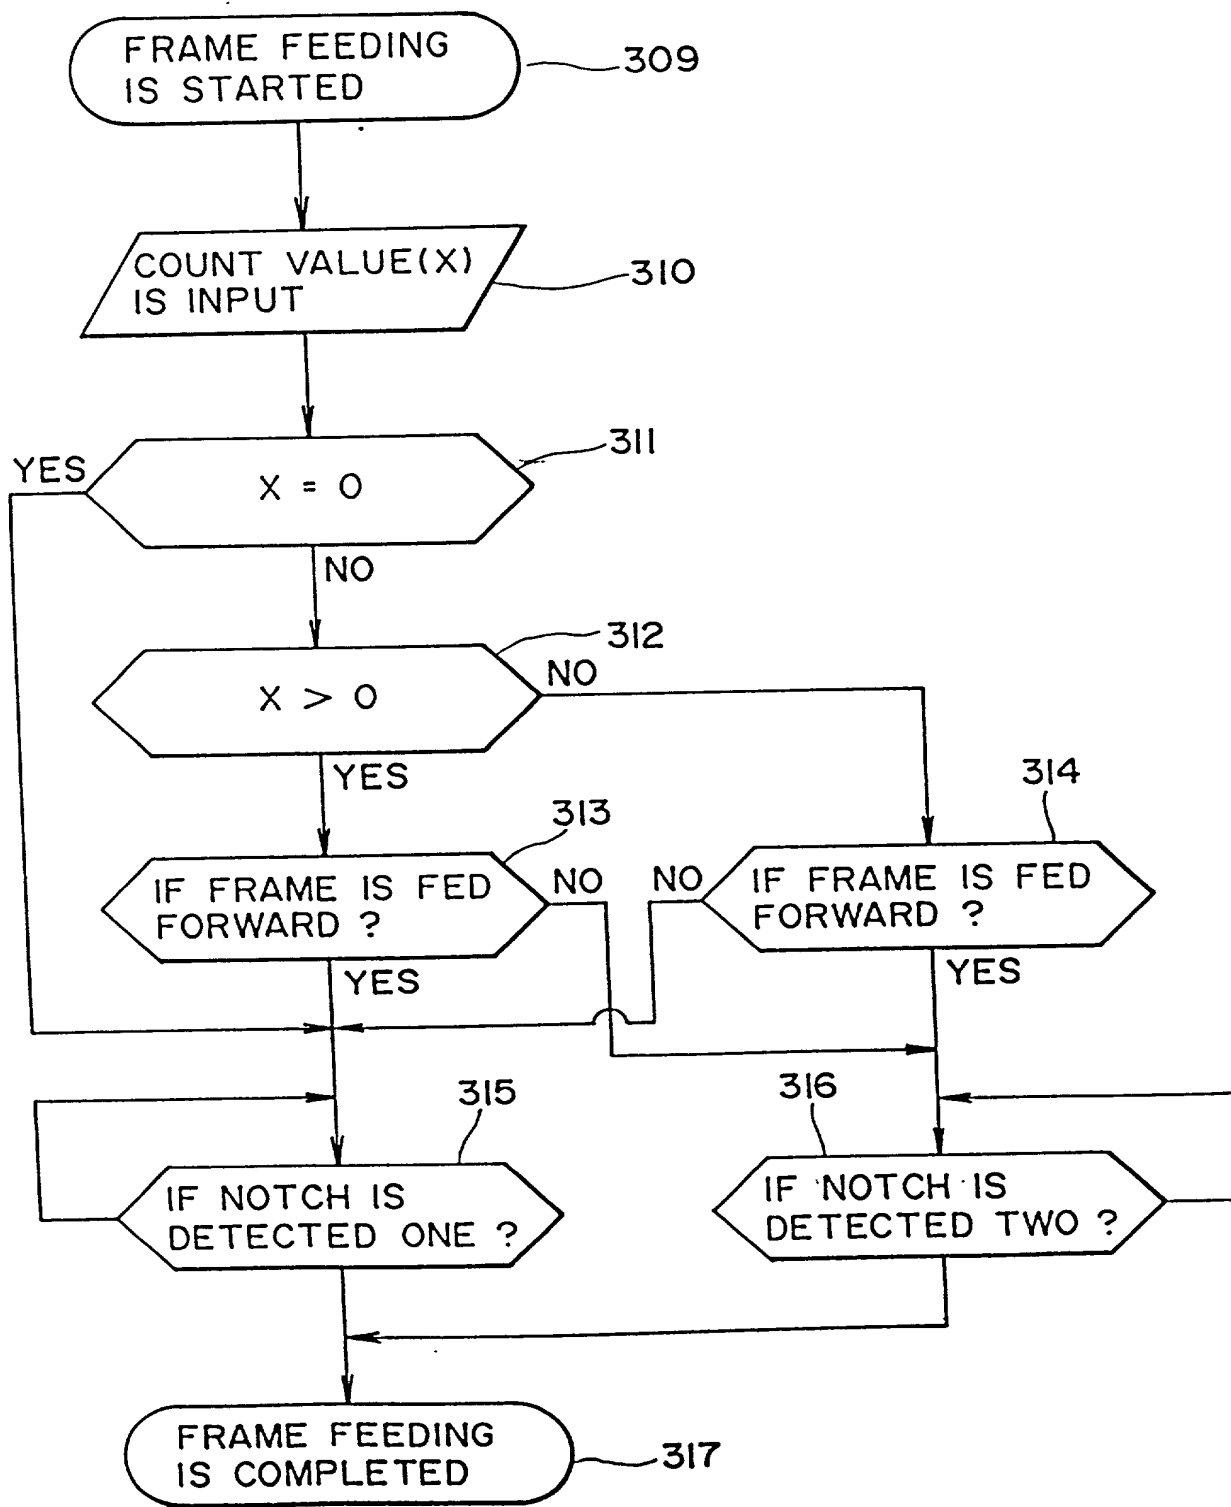 FRAME FEEDING
IS STARTED
309
COUNT VALUE(X)
IS INPUT
310
311
YES
X = 0
NO
312
X > 0
NO
YES
314
313
IF FRAME IS FED
FORWARD ?
NO
NO
IF FRAME IS FED
FORWARD ?
YES
YES
315
316
IF NOTCH IS
DETECTED ONE ?
IF NOTCH IS
DETECTED TWO ?
FRAME FEEDING
IS COMPLETED
317